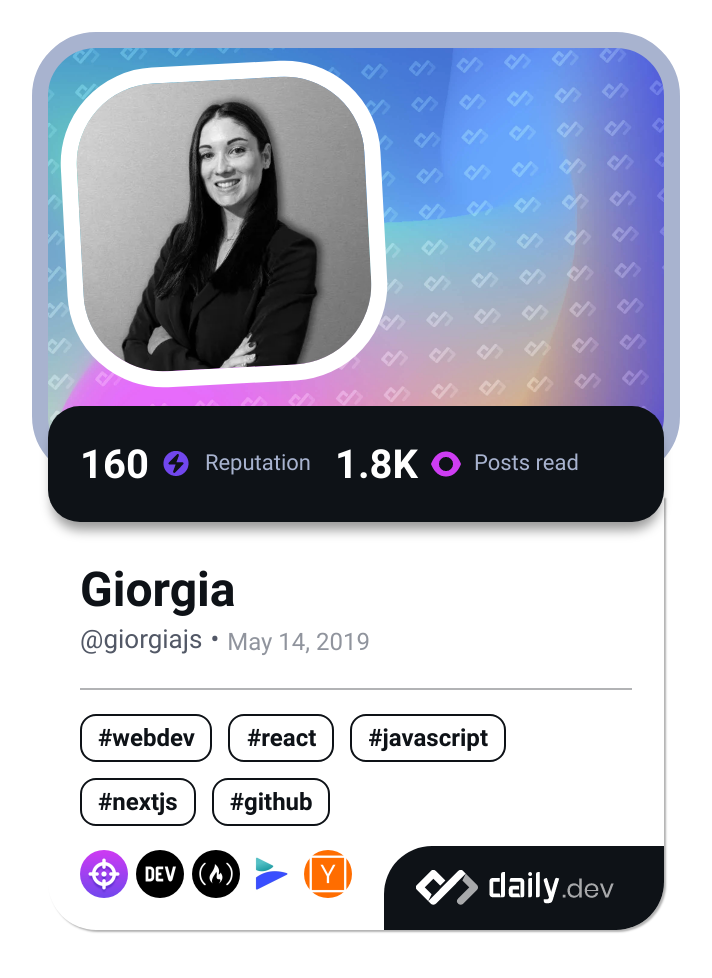 160 Reputation 1.8K Posts read
Giorgia
@giorgiajs • May 14, 2019
#webdev #react #javascript
#nextjs #github
DEV Y
daily.dev